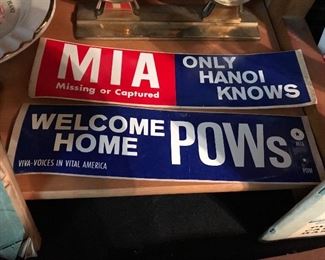 MIA
Missing or Captured
ONLY
HANOI
KNOWS
WELCOME
HOME
POWs
VIVA-VOICES IN VITAL AMERICA
MIA
POW